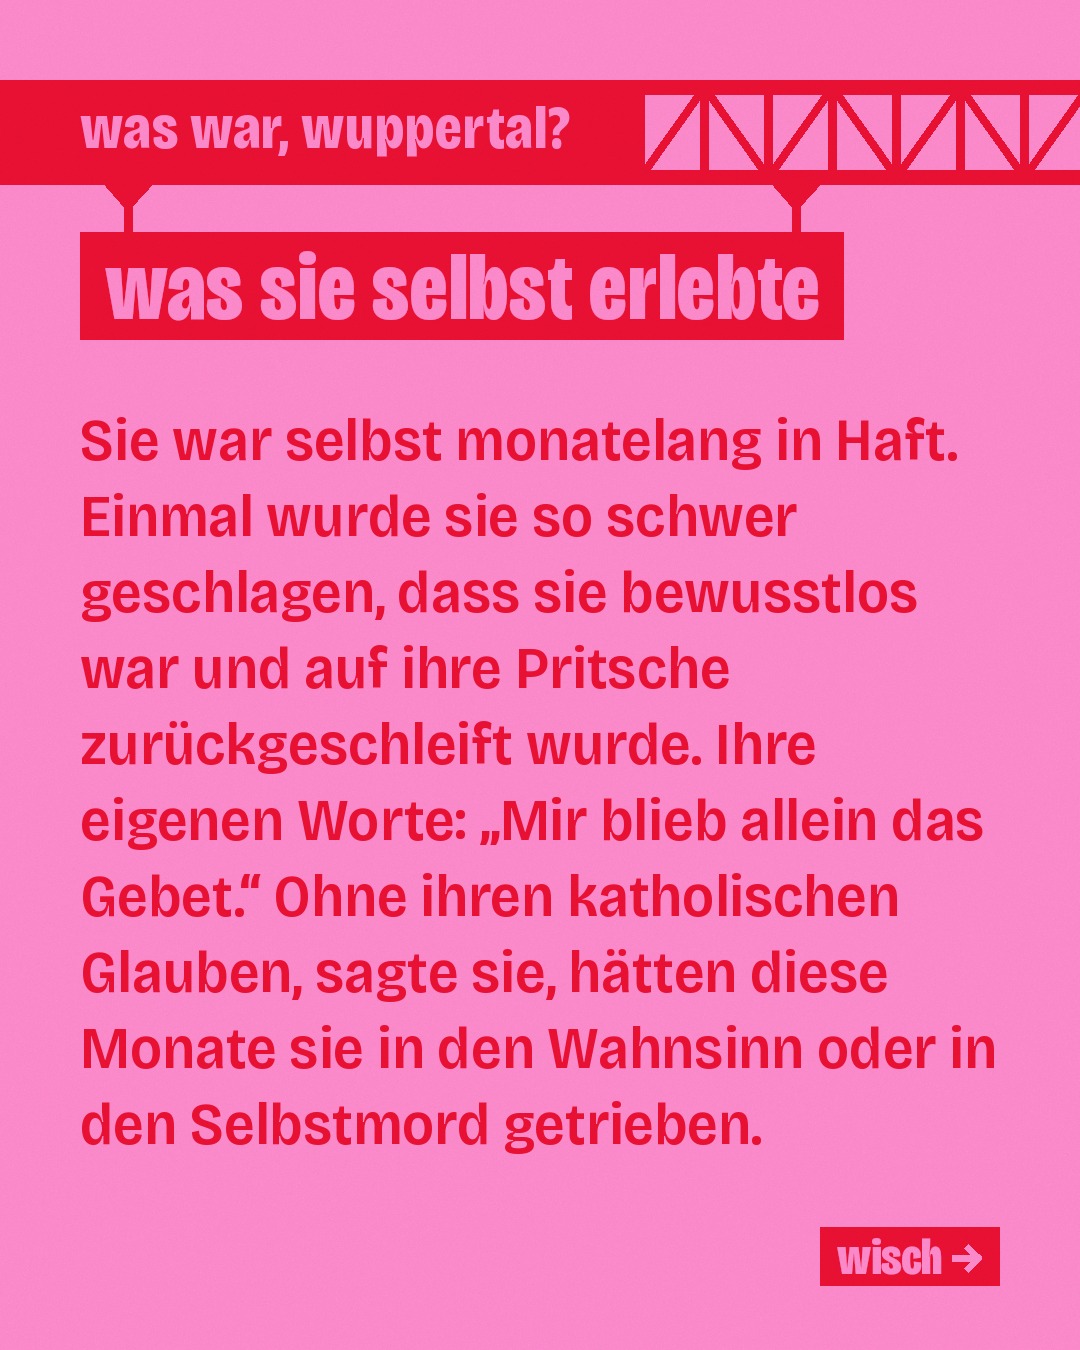 was war, wuppertal?
was sie selbst erlebte
Sie war selbst monatelang in Haft.
Einmal wurde sie so schwer
geschlagen, dass sie bewusstlos
war und auf ihre Pritsche
zurückgeschleift wurde. Ihre
eigenen Worte: „Mir blieb allein das
Gebet.“ Ohne ihren katholischen
Glauben, sagte sie, hätten diese
Monate sie in den Wahnsinn oder in
den Selbstmord getrieben.
wisch →